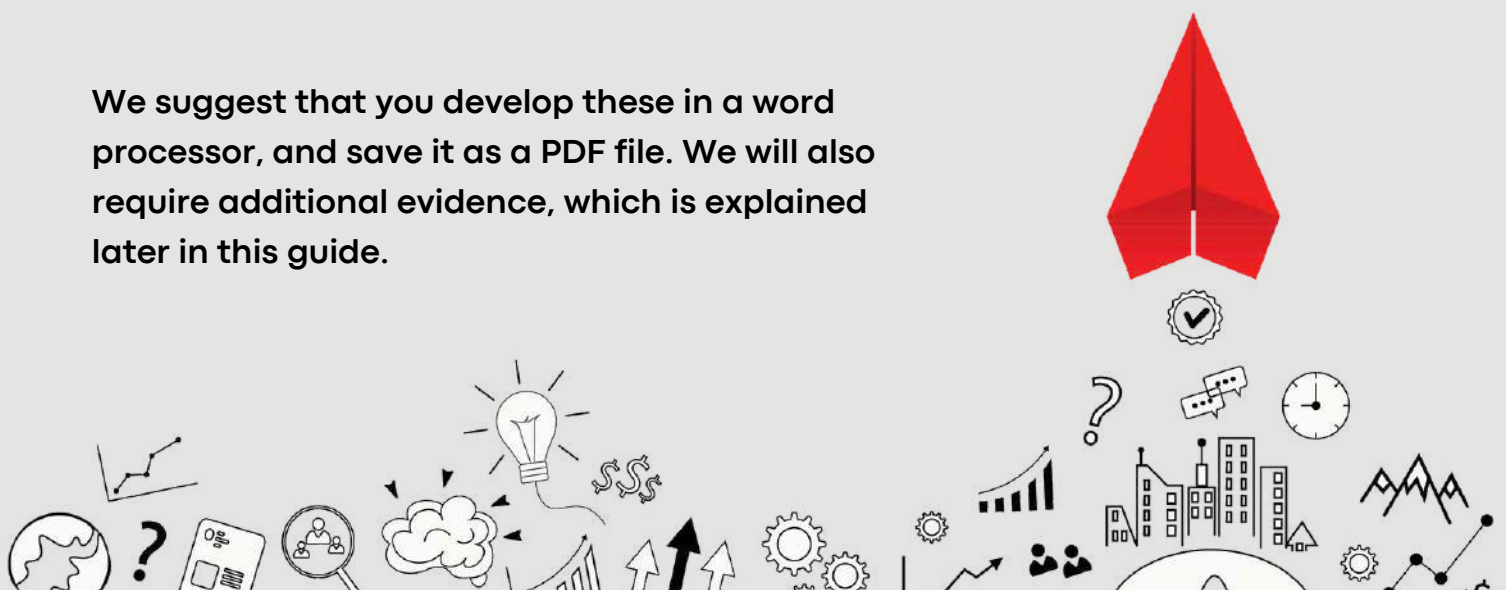 We suggest that you develop these in a word
processor, and save it as a PDF file. We will also
require additional evidence, which is explained
later in this guide.
$$$